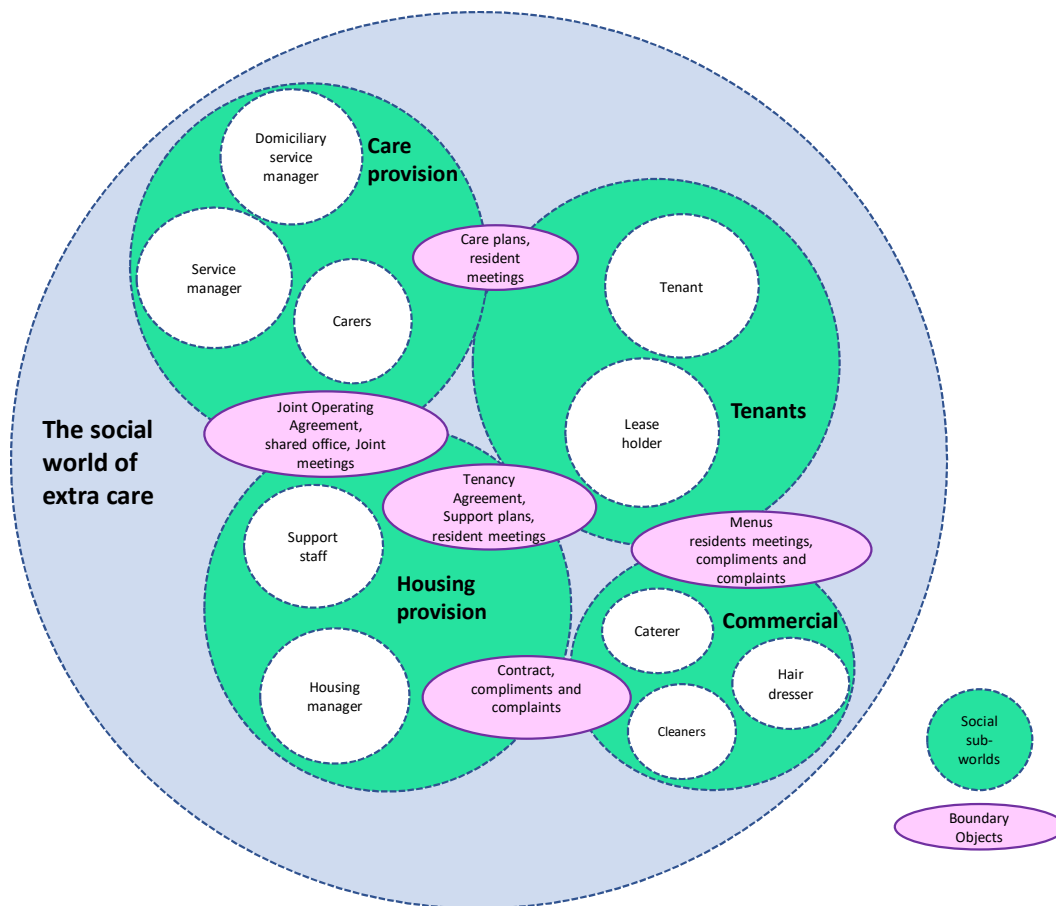 Domiciliary
service
manager
Care
provision
Service
manager
Carers
Care plans,
resident
meetings
Tenant
Lease
holder
Tenants
The social
world of
extra care
Joint Operating
Agreement,
shared office, Joint
meetings
Tenancy
Agreement,
Support plans,
resident meetings
Menus
residents meetings,
compliments and
complaints
Support
staff
Housing
provision
Housing
manager
Contract,
compliments and
complaints
Commercial
Caterer
Hair
dresser
Cleaners
Social
sub-
worlds
Boundary
Objects